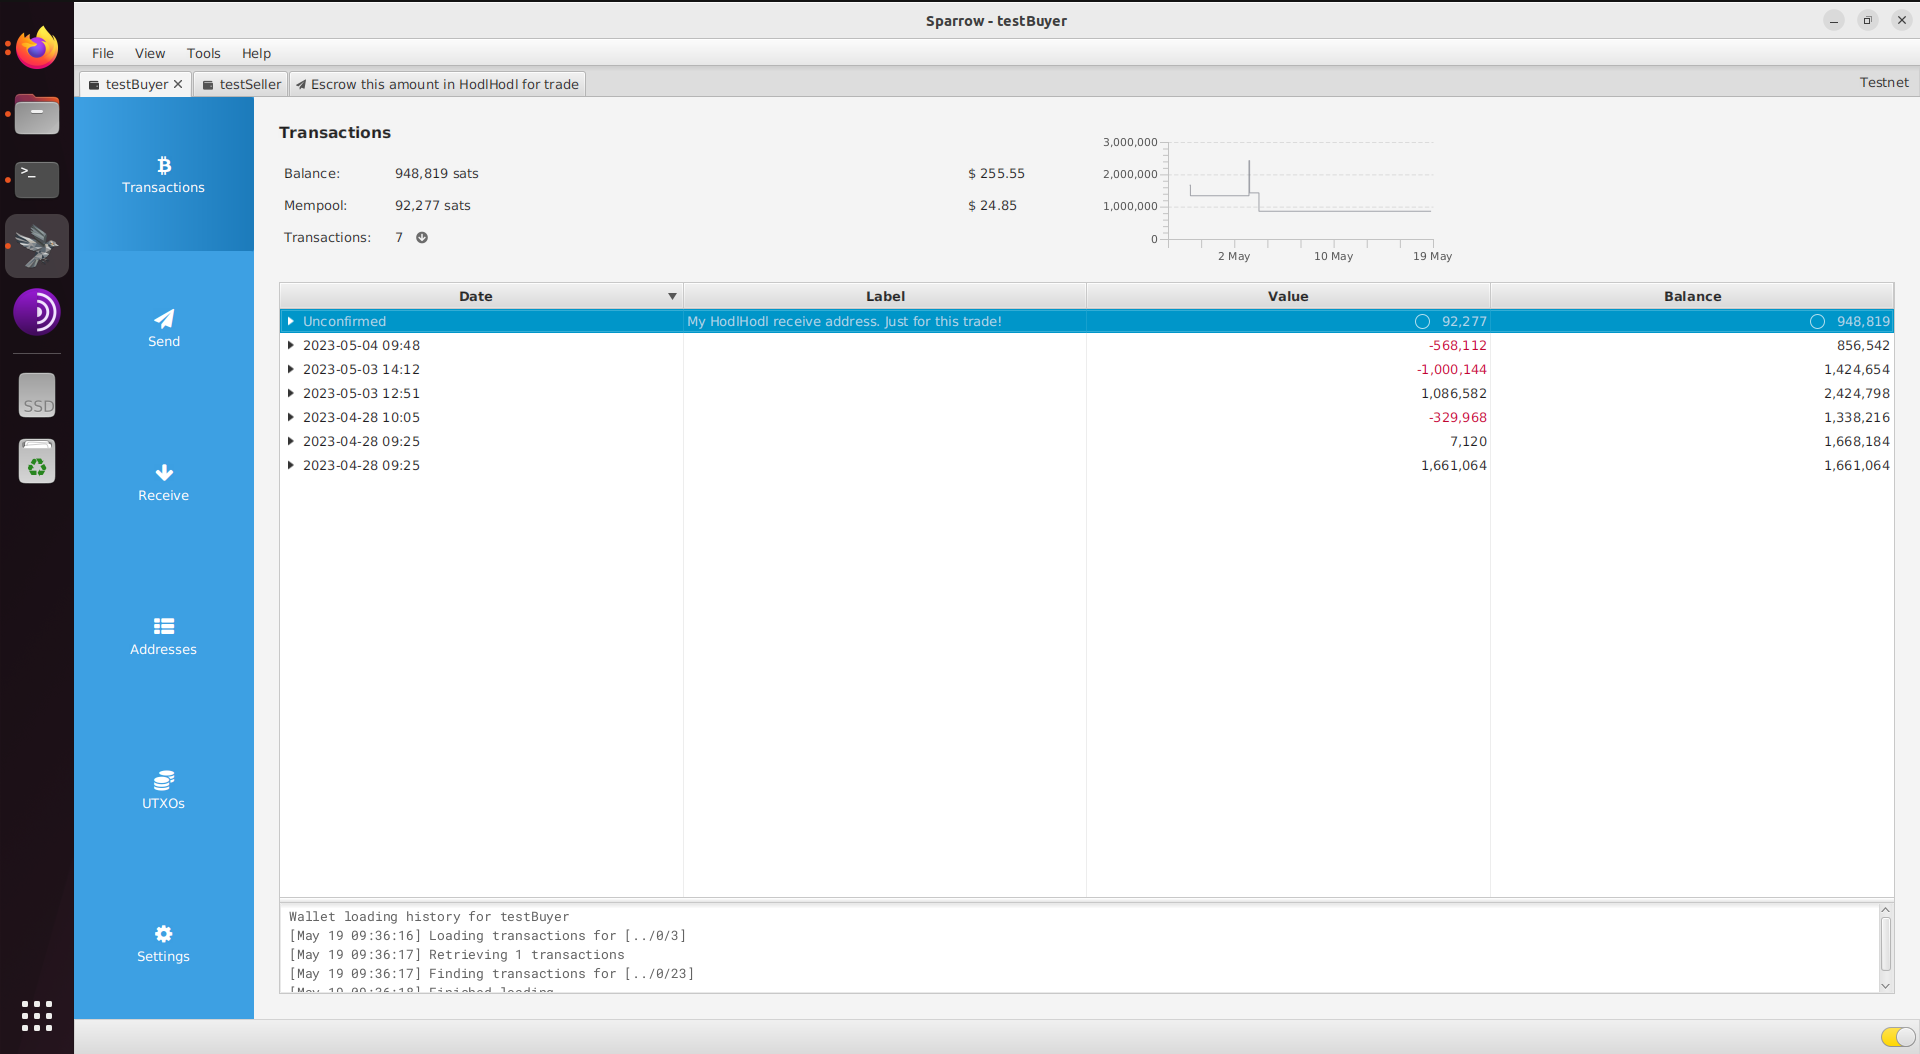 Sparrow - testBuyer
File View Tools Help
testBuyer testSeller Escrow this amount in HodlHodl for trade Testnet
Transactions
Send
Receive
Addresses
UTXOs
Settings
SSD
>_
Transactions
Balance: 948,819 sats $ 255.55
Mempool: 92,277 sats $ 24.85
Transactions: 7
3,000,000
2,000,000
1,000,000
0
2 May 10 May 19 May
Date Label Value Balance
Unconfirmed My HodlHodl receive address. Just for this trade! 92,277 948,819
2023-05-04 09:48 -568,112 856,542
2023-05-03 14:12 -1,000,144 1,424,654
2023-05-03 12:51 1,086,582 2,424,798
2023-04-28 10:05 -329,968 1,338,216
2023-04-28 09:25 7,120 1,668,184
2023-04-28 09:25 1,661,064 1,661,064
Wallet loading history for testBuyer
[May 19 09:36:16] Loading transactions for [../0/3]
[May 19 09:36:17] Retrieving 1 transactions
[May 19 09:36:17] Finding transactions for [../0/23]
[May 19 09:36:18] Finished loading